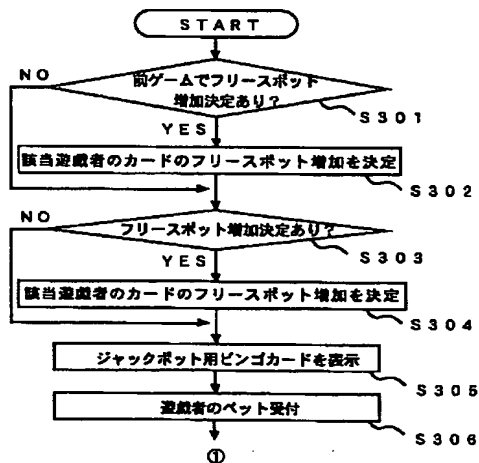 START
NO
前ゲームでフリースポット
増加決定あり？
S301
YES
該当遊戯者のカードのフリースポット増加を決定
S302
NO
フリースポット増加決定あり？
S303
YES
該当遊戯者のカードのフリースポット増加を決定
S304
ジャックポット用ビンゴカードを表示
S305
遊戯者のベット受付
S306
①